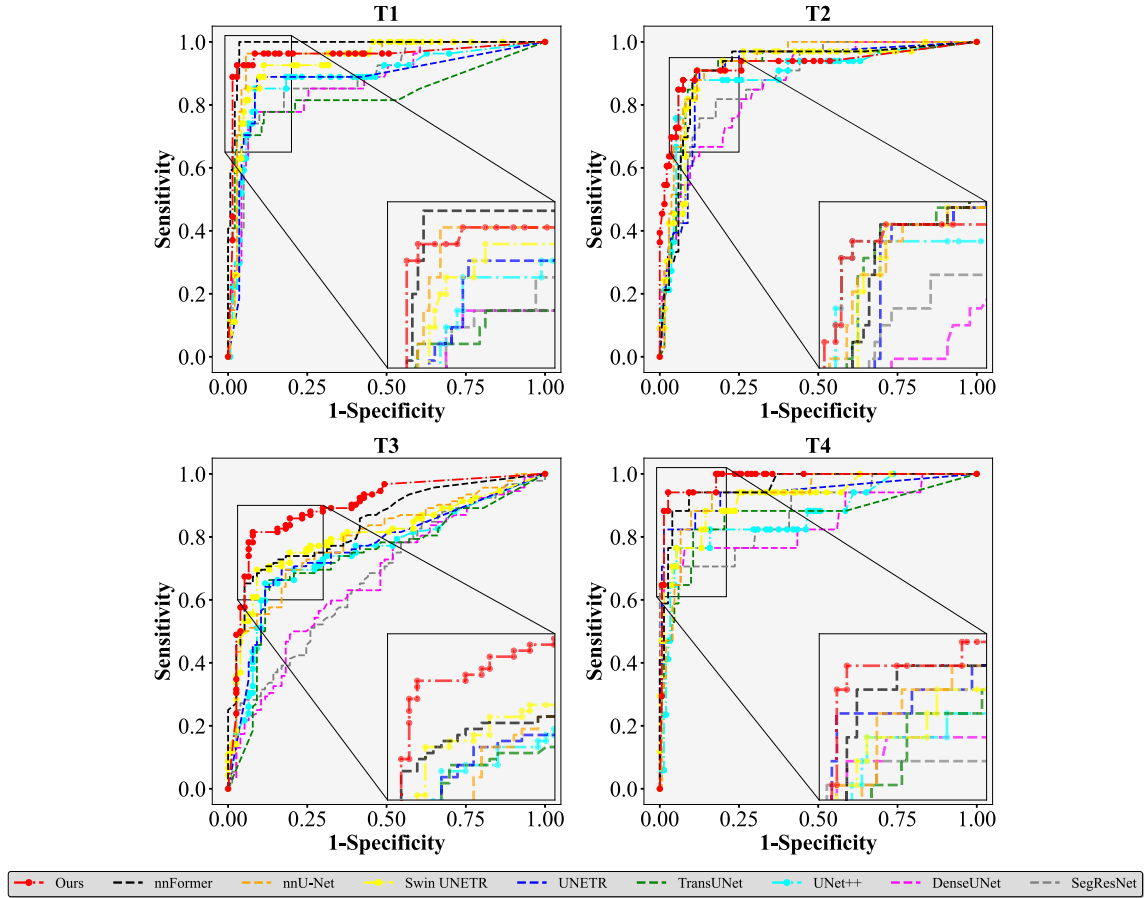 T1
T2
1.0
0.8
0.6
0.4
0.2
0.0
Sensitivity
0.00
0.25
0.50
0.75
1.00
1-Specificity
1.0
0.8
0.6
0.4
0.2
0.0
Sensitivity
0.00
0.25
0.50
0.75
1.00
1-Specificity
T3
T4
1.0
0.8
0.6
0.4
0.2
0.0
Sensitivity
0.00
0.25
0.50
0.75
1.00
1-Specificity
1.0
0.8
0.6
0.4
0.2
0.0
Sensitivity
0.00
0.25
0.50
0.75
1.00
1-Specificity
Ours
nnFormer
nnU-Net
Swin UNETR
UNETR
TransUNet
UNet++
DenseUNet
SegResNet